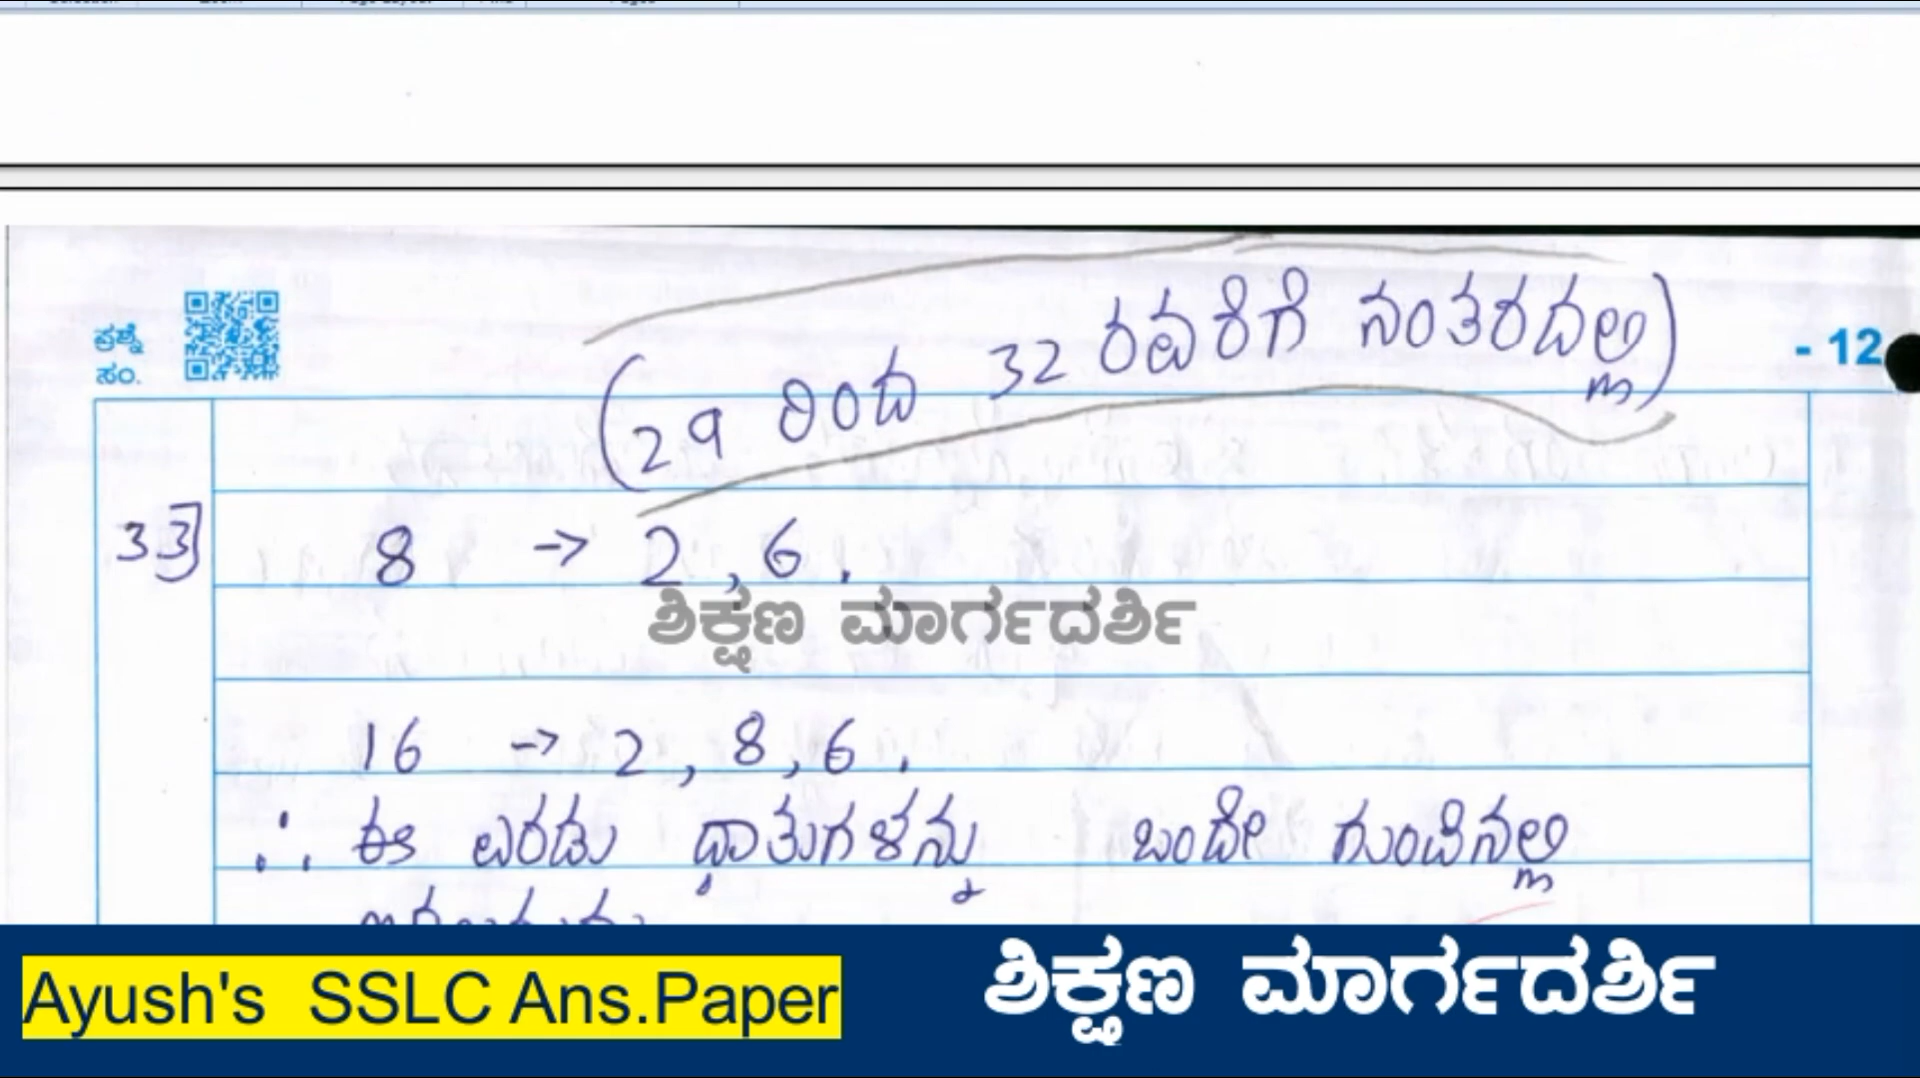 (29 ರಿಂದ 32 ರವರೆಗೆ ನಂತರದಲ್ಲಿ)
ಪ್ರಶ್ನೆ ಸಂ.
- 12
33] 8 → 2, 6.
ಶಿಕ್ಷಣ ಮಾರ್ಗದರ್ಶಿ
16 → 2, 8, 6.
∴ ಈ ಎರಡು ಧಾತುಗಳನ್ನು ಒಂದೇ ಗುಂಪಿನಲ್ಲಿ
Ayush's SSLC Ans.Paper
ಶಿಕ್ಷಣ ಮಾರ್ಗದರ್ಶಿ